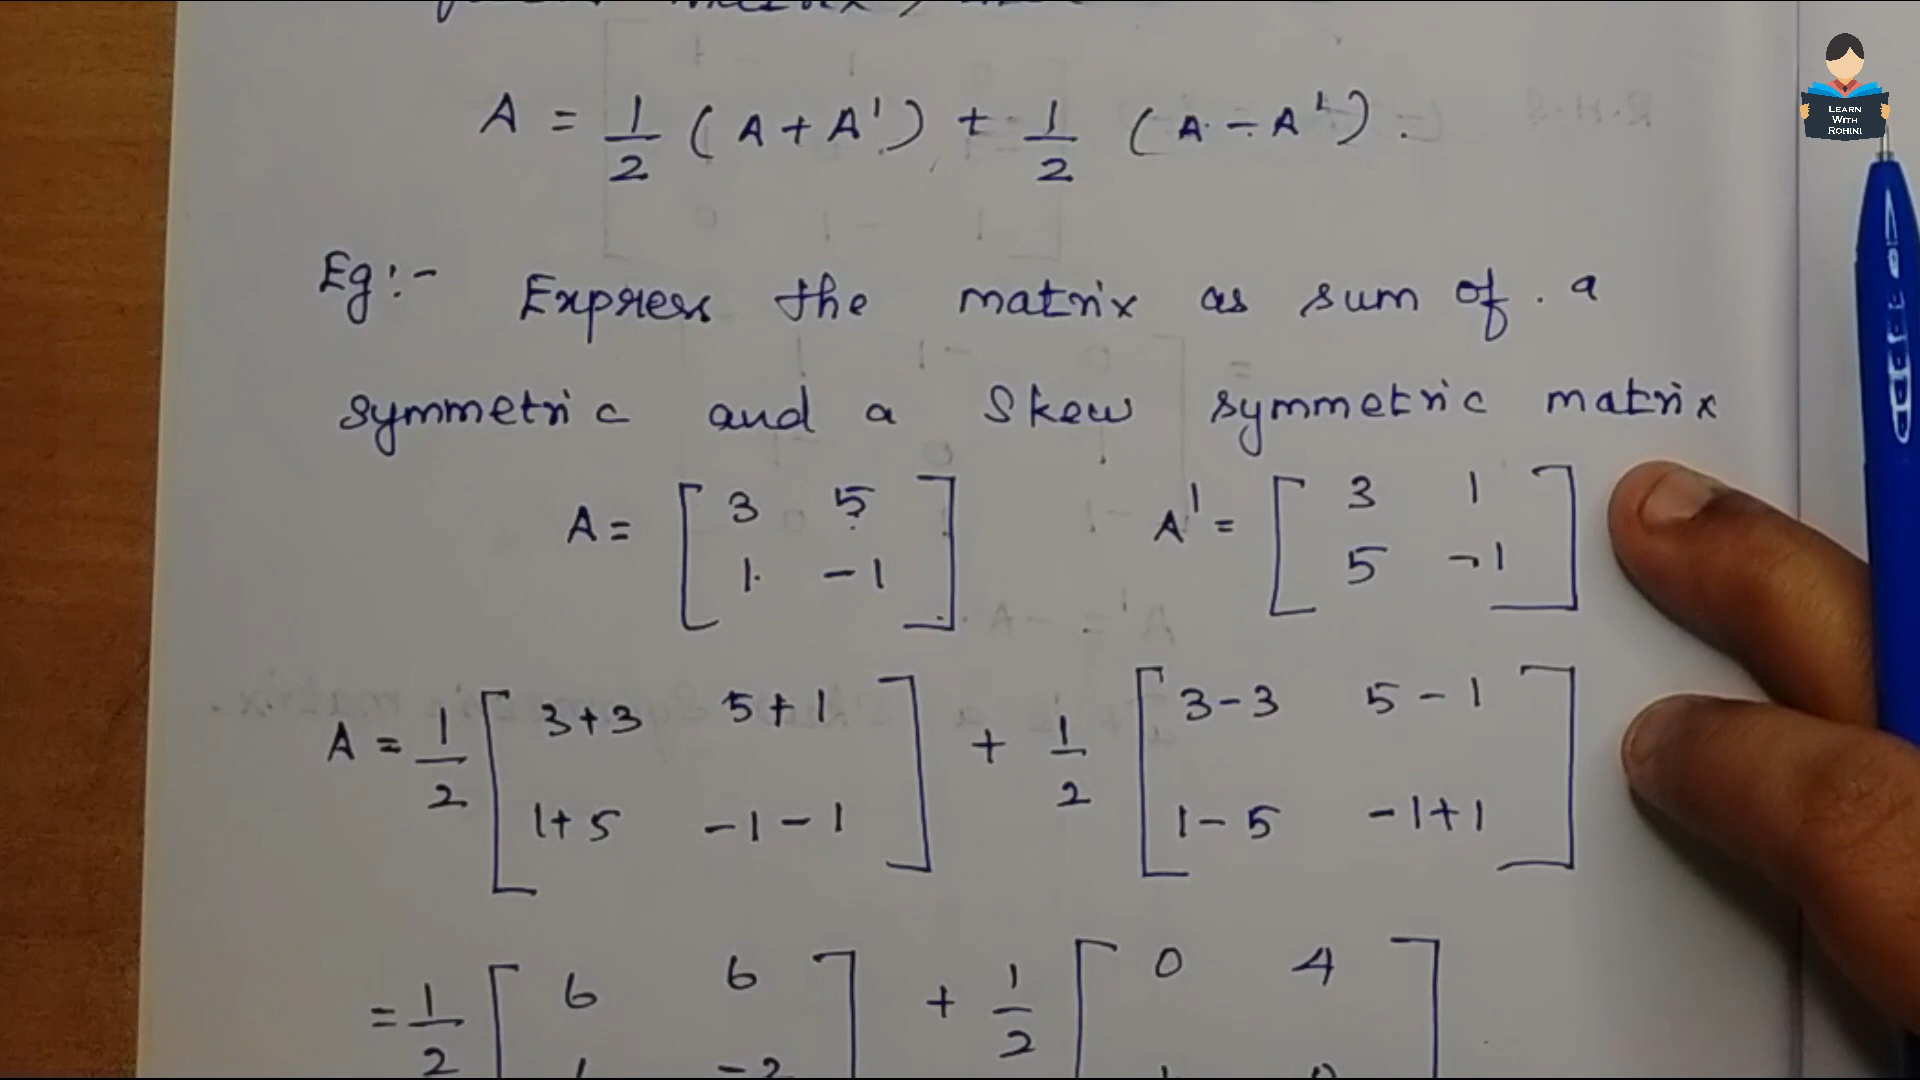 A = 1/2 (A + A') + 1/2 (A - A').
Eg:- Express the matrix as sum of. a
symmetric and a skew symmetric matrix
A = [ 3 5 ; 1 -1 ] A' = [ 3 1 ; 5 -1 ]
A = 1/2 [ 3+3 5+1 ; 1+5 -1-1 ] + 1/2 [ 3-3 5-1 ; 1-5 -1+1 ]
= 1/2 [ 6 6 ; -2 ] + 1/2 [ 0 4 ; 0 ]
LEARN
WITH
ROHINI